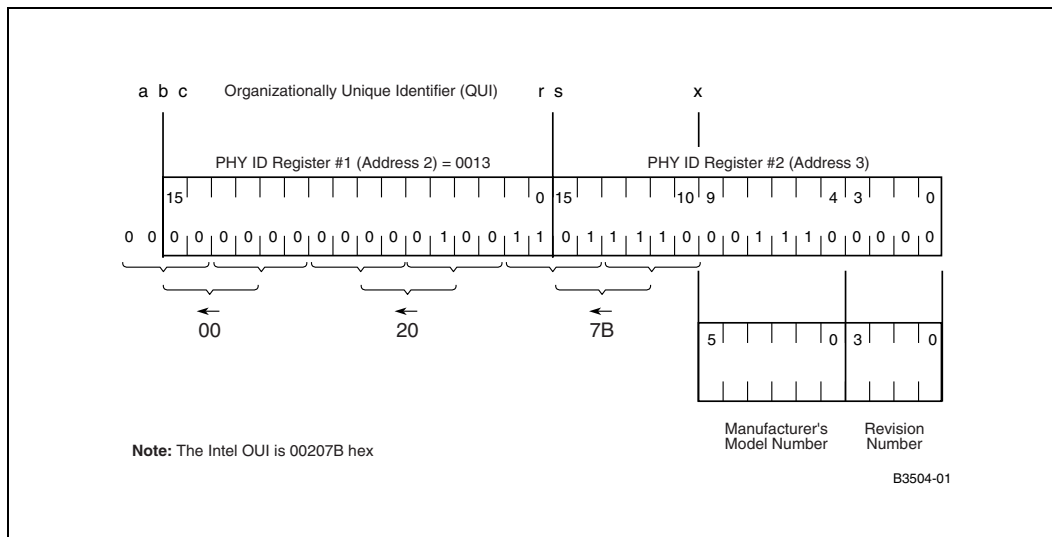 a b c Organizationally Unique Identifier (QUI) r s x
PHY ID Register #1 (Address 2) = 0013 PHY ID Register #2 (Address 3)
15 0 15 10 9 4 3 0
0 0 0 0 0 0 0 0 0 0 0 0 0 1 0 0 1 1 0 1 1 1 1 0 0 0 1 1 1 0 0 0 0 0
00 20 7B
5 0 3 0
Manufacturer's Revision
Model Number Number
Note: The Intel OUI is 00207B hex
B3504-01